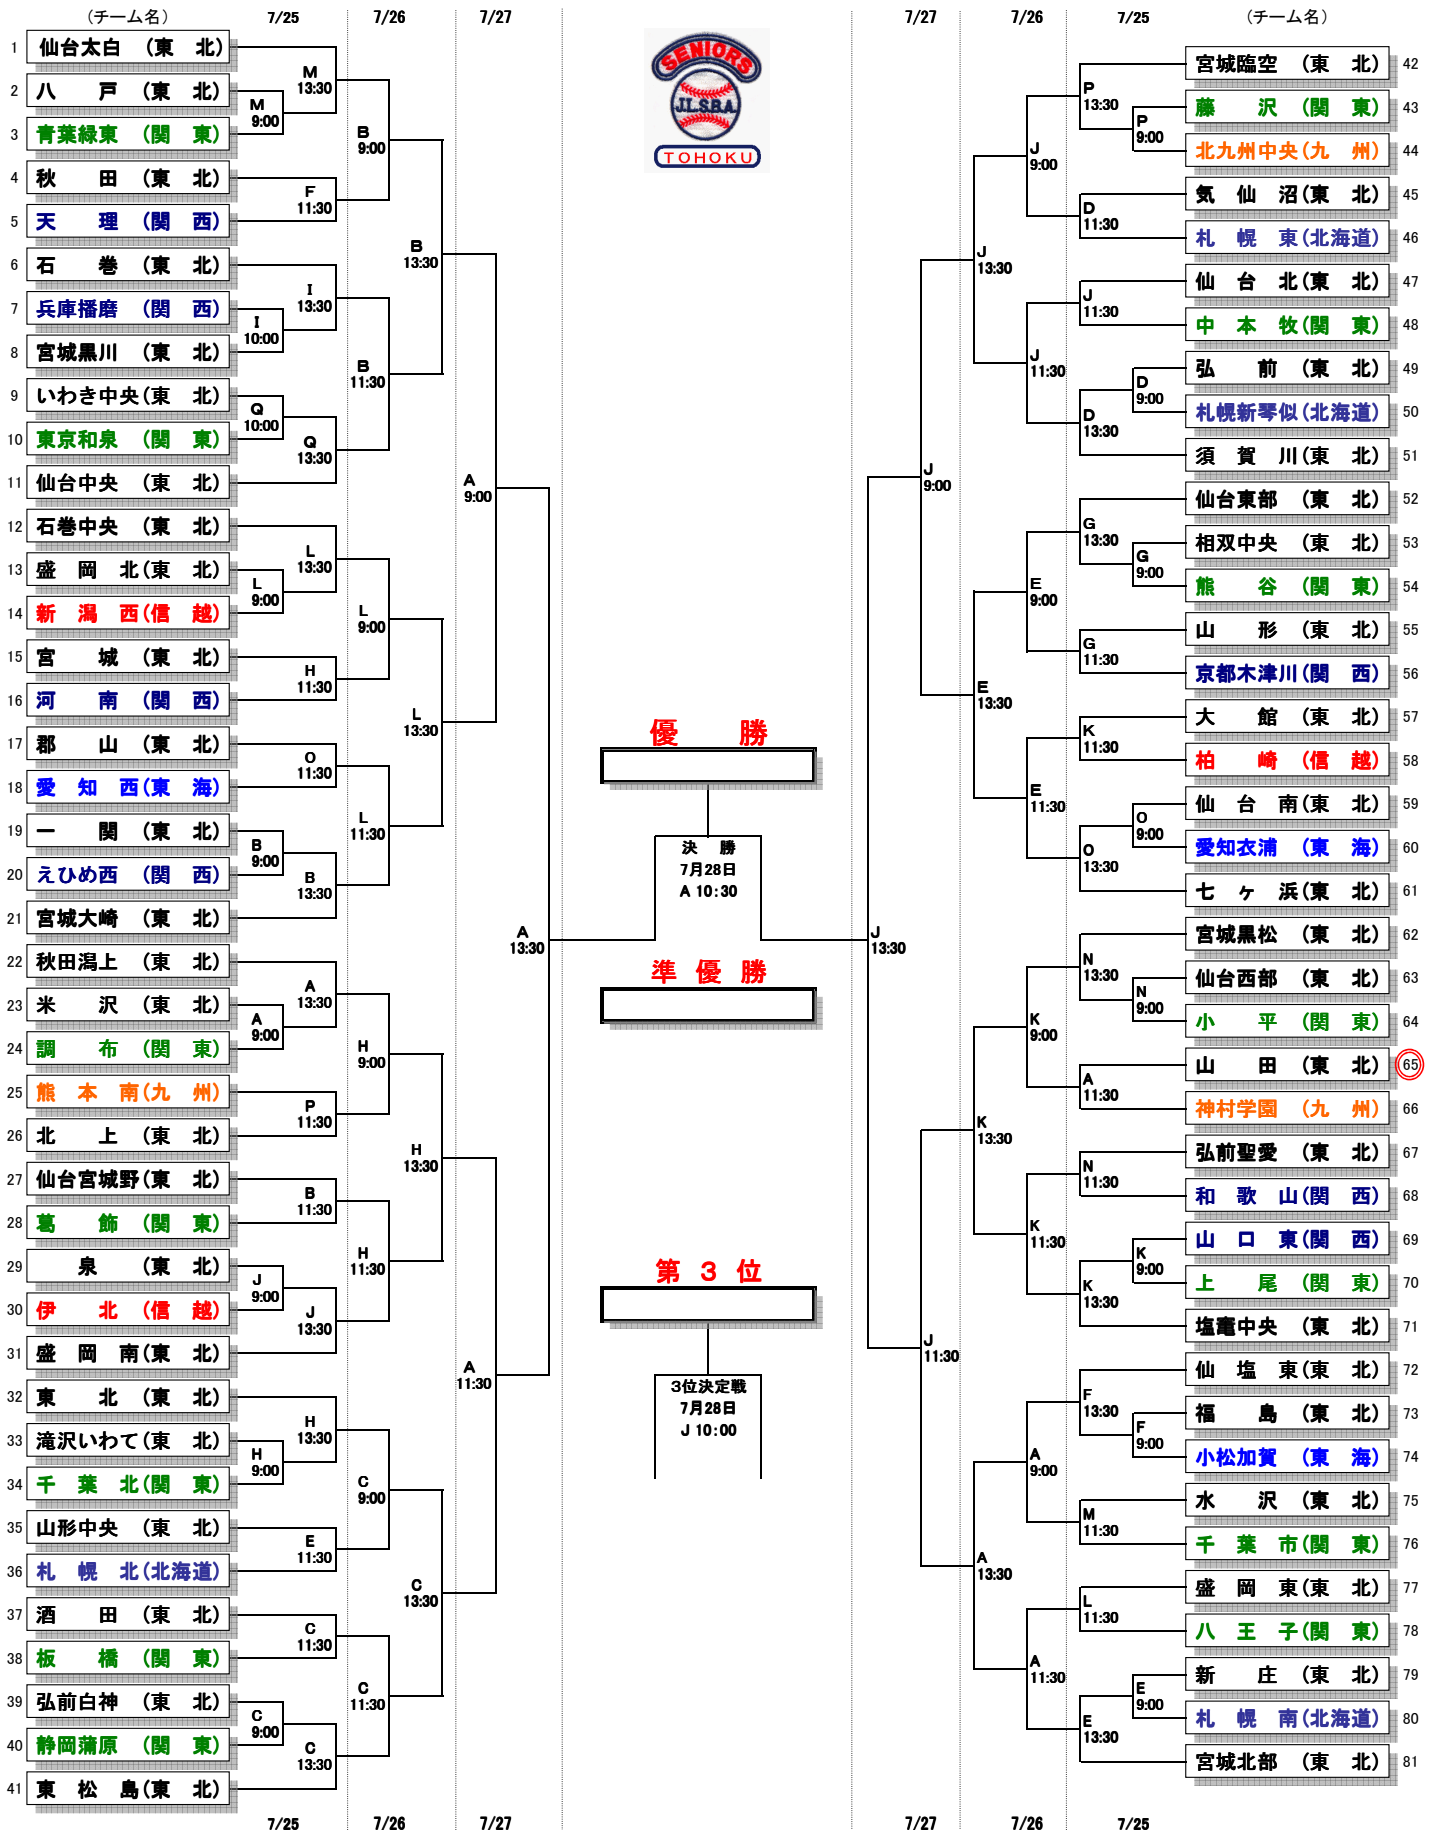 (チーム名) 7/25 7/26 7/27 7/27 7/26 7/25 (チーム名)
1 仙台太白 (東 北)
2 八 戸 (東 北)
3 青葉緑東 (関 東)
4 秋 田 (東 北)
5 天 理 (関 西)
6 石 巻 (東 北)
7 兵庫播磨 (関 西)
8 宮城黒川 (東 北)
9 いわき中央(東 北)
10 東京和泉 (関 東)
11 仙台中央 (東 北)
12 石巻中央 (東 北)
13 盛 岡 北(東 北)
14 新 潟 西(信 越)
15 宮 城 (東 北)
16 河 南 (関 西)
17 郡 山 (東 北)
18 愛 知 西(東 海)
19 一 関 (東 北)
20 えひめ西 (関 西)
21 宮城大崎 (東 北)
22 秋田潟上 (東 北)
23 米 沢 (東 北)
24 調 布 (関 東)
25 熊 本 南(九 州)
26 北 上 (東 北)
27 仙台宮城野(東 北)
28 葛 飾 (関 東)
29 泉 (東 北)
30 伊 北 (信 越)
31 盛 岡 南(東 北)
32 東 北 (東 北)
33 滝沢いわて(東 北)
34 千 葉 北(関 東)
35 山形中央 (東 北)
36 札 幌 北(北海道)
37 酒 田 (東 北)
38 板 橋 (関 東)
39 弘前白神 (東 北)
40 静岡蒲原 (関 東)
41 東 松 島(東 北)
M 13:30
M 9:00
F 11:30
I 13:30
I 10:00
Q 10:00
Q 13:30
L 13:30
L 9:00
H 11:30
O 11:30
B 9:00
B 13:30
A 13:30
A 9:00
P 11:30
B 11:30
J 9:00
J 13:30
H 13:30
H 9:00
E 11:30
C 11:30
C 9:00
C 13:30
B 9:00
B 11:30
L 9:00
L 11:30
H 9:00
H 11:30
C 9:00
C 11:30
B 13:30
L 13:30
H 13:30
C 13:30
A 9:00
A 11:30
A 13:30
SENIORS
J.L.S.B.A.
TOHOKU
優 勝
決 勝
7月28日
A 10:30
準 優 勝
第 3 位
3位決定戦
7月28日
J 10:00
J 13:30
J 9:00
J 11:30
J 13:30
E 13:30
K 13:30
A 13:30
J 9:00
J 11:30
E 9:00
E 11:30
K 9:00
K 11:30
A 9:00
A 11:30
P 13:30
P 9:00
D 11:30
J 11:30
D 9:00
D 13:30
G 13:30
G 9:00
G 11:30
K 11:30
O 9:00
O 13:30
N 13:30
N 9:00
A 11:30
N 11:30
K 9:00
K 13:30
F 13:30
F 9:00
M 11:30
L 11:30
E 9:00
E 13:30
宮城臨空 (東 北) 42
藤 沢 (関 東) 43
北九州中央(九 州) 44
気 仙 沼(東 北) 45
札 幌 東(北海道) 46
仙 台 北(東 北) 47
中 本 牧(関 東) 48
弘 前 (東 北) 49
札幌新琴似(北海道) 50
須 賀 川(東 北) 51
仙台東部 (東 北) 52
相双中央 (東 北) 53
熊 谷 (関 東) 54
山 形 (東 北) 55
京都木津川(関 西) 56
大 館 (東 北) 57
柏 崎 (信 越) 58
仙 台 南(東 北) 59
愛知衣浦 (東 海) 60
七 ヶ 浜(東 北) 61
宮城黒松 (東 北) 62
仙台西部 (東 北) 63
小 平 (関 東) 64
山 田 (東 北) 65
神村学園 (九 州) 66
弘前聖愛 (東 北) 67
和 歌 山(関 西) 68
山 口 東(関 西) 69
上 尾 (関 東) 70
塩竈中央 (東 北) 71
仙 塩 東(東 北) 72
福 島 (東 北) 73
小松加賀 (東 海) 74
水 沢 (東 北) 75
千 葉 市(関 東) 76
盛 岡 東(東 北) 77
八 王 子(関 東) 78
新 庄 (東 北) 79
札 幌 南(北海道) 80
宮城北部 (東 北) 81
7/25 7/26 7/27 7/27 7/26 7/25